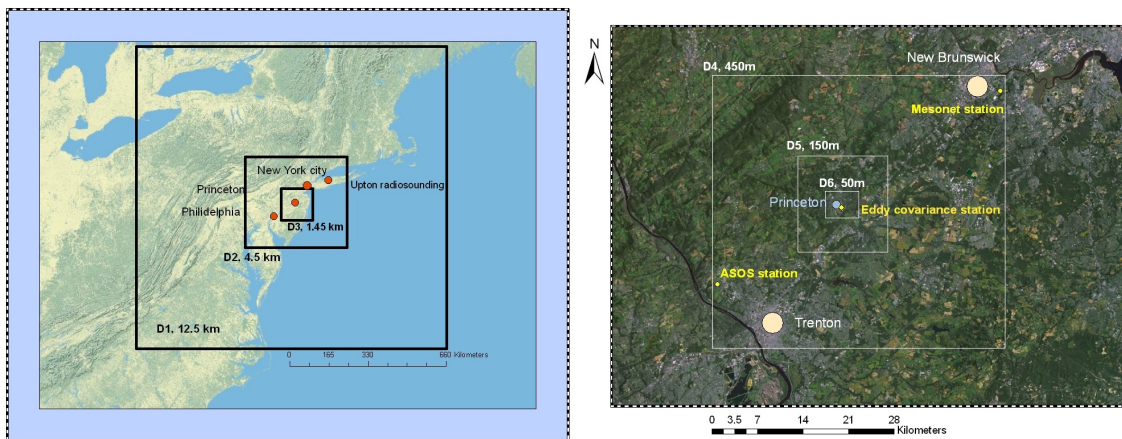 New York city
Princeton
Upton radiosounding
Philidelphia
D3, 1.45 km
D2, 4.5 km
D1, 12.5 km
0 165 330 660 Kilometers
N
New Brunswick
D4, 450m
Mesonet station
D5, 150m
D6, 50m
Princeton
Eddy covariance station
ASOS station
Trenton
0 3.5 7 14 21 28
Kilometers